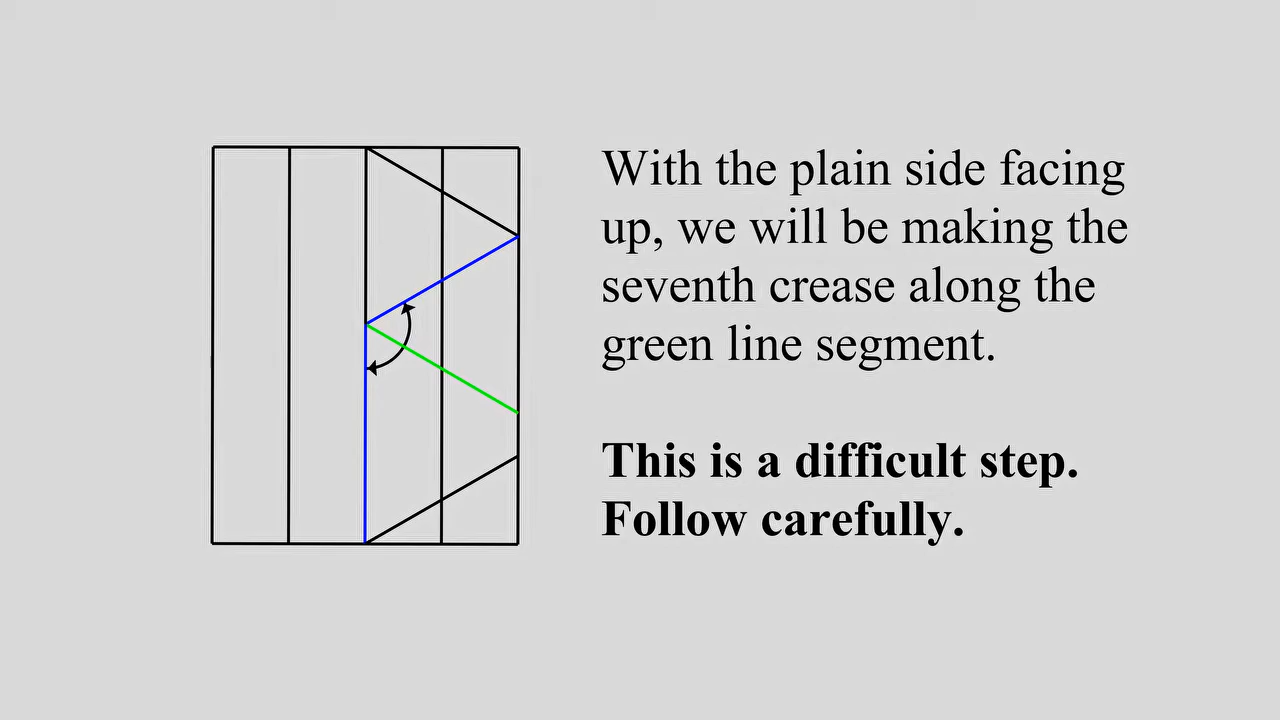 With the plain side facing
up, we will be making the
seventh crease along the
green line segment.
This is a difficult step.
Follow carefully.